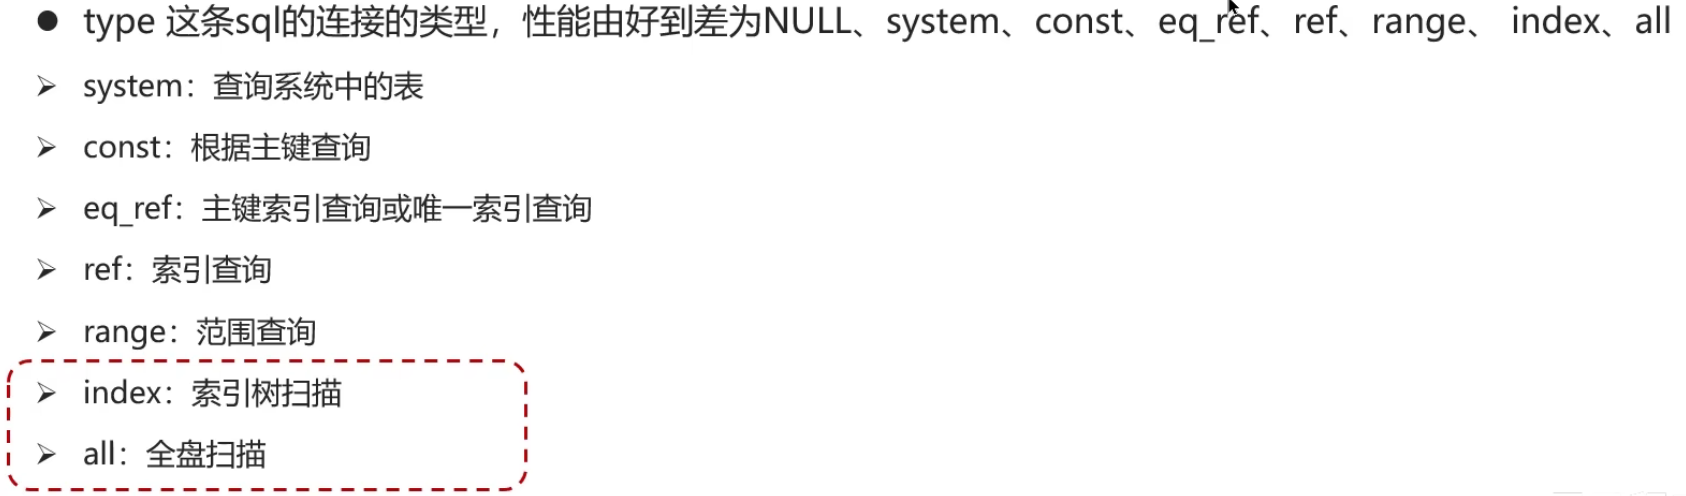 ● type 这条sql的连接的类型，性能由好到差为NULL、system、const、eq_ref、ref、range、 index、all
➢ system：查询系统中的表
➢ const：根据主键查询
➢ eq_ref：主键索引查询或唯一索引查询
➢ ref：索引查询
➢ range：范围查询
➢ index：索引树扫描
➢ all：全盘扫描